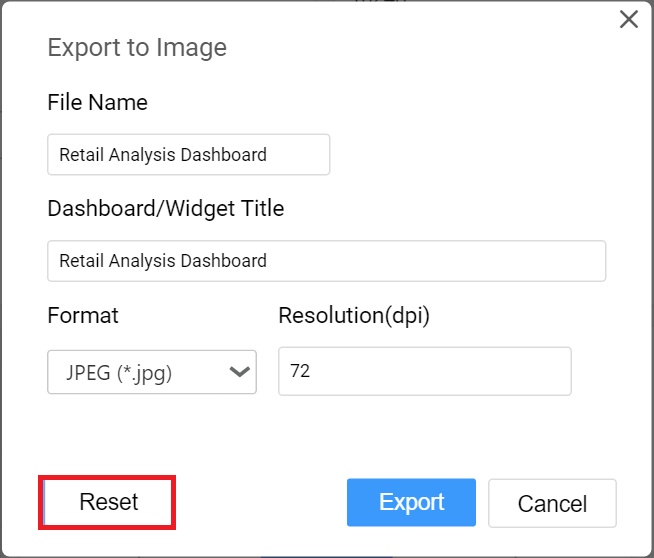 Export to Image
File Name
Retail Analysis Dashboard
Dashboard/Widget Title
Retail Analysis Dashboard
Format Resolution(dpi)
JPEG (*.jpg) 72
Reset Export Cancel